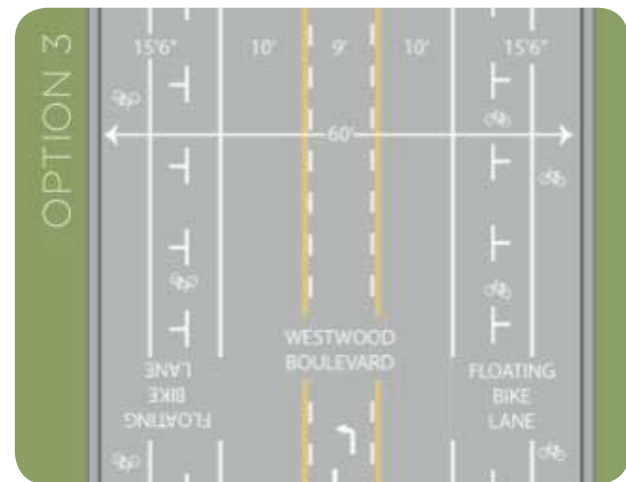 OPTION 3
15'6" 10' 9' 10' 15'6"
60'
WESTWOOD
BOULEVARD
FLOATING
BIKE
LANE
FLOATING
BIKE
LANE